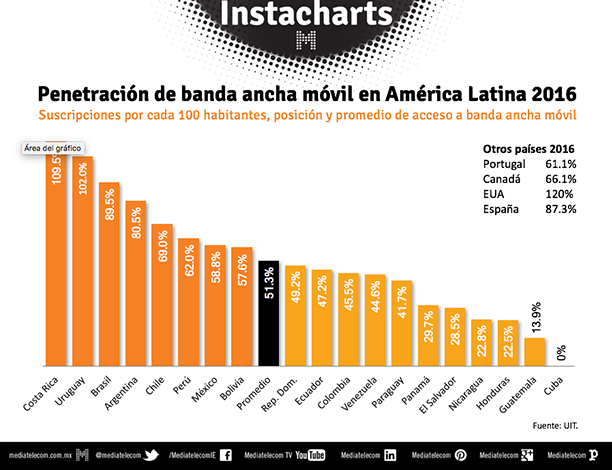 Instacharts
Penetración de banda ancha móvil en América Latina 2016
Suscripciones por cada 100 habitantes, posición y promedio de acceso a banda ancha móvil
Otros países 2016
Portugal 61.1%
Canadá 66.1%
EUA 120%
España 87.3%
Área del gráfico
109.5%
102.0%
89.5%
80.5%
69.0%
62.0%
58.8%
57.6%
51.3%
49.2%
47.2%
45.5%
44.6%
41.7%
29.7%
28.5%
22.8%
22.5%
13.9%
0%
Costa Rica
Uruguay
Brasil
Argentina
Chile
Perú
México
Bolivia
Promedio
Rep. Dom.
Ecuador
Colombia
Venezuela
Paraguay
Panamá
El Salvador
Nicaragua
Honduras
Guatemala
Cuba
Fuente: UIT.
mediatelecom.com.mx @mediatelecom /MediatelecomIE Mediatelecom TV YouTube Mediatelecom in Mediatelecom Mediatelecom Mediatelecom